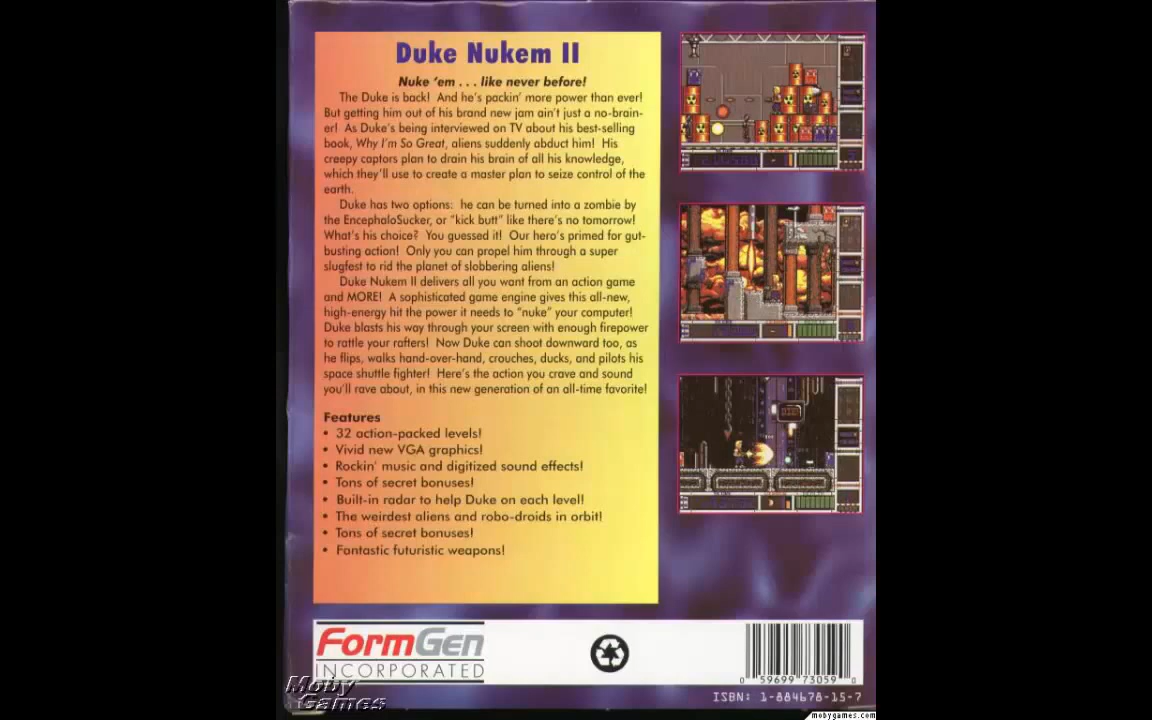 Duke Nukem II
Nuke 'em . . . like never before!
The Duke is back! And he's packin' more power than ever!
But getting him out of his brand new jam ain't just a no-brain-
er! As Duke's being interviewed on TV about his best-selling
book, Why I'm So Great, aliens suddenly abduct him! His
creepy captors plan to drain his brain of all his knowledge,
which they'll use to create a master plan to seize control of the
earth.
Duke has two options: he can be turned into a zombie by
the EncephaloSucker, or "kick butt" like there's no tomorrow!
What's his choice? You guessed it! Our hero's primed for gut-
busting action! Only you can propel him through a super
slugfest to rid the planet of slobbering aliens!
Duke Nukem II delivers all you want from an action game
and MORE! A sophisticated game engine gives this all-new,
high-energy hit the power it needs to "nuke" your computer!
Duke blasts his way through your screen with enough firepower
to rattle your rafters! Now Duke can shoot downward too, as
he flips, walks hand-over-hand, crouches, ducks, and pilots his
space shuttle fighter! Here's the action you crave and sound
you'll rave about, in this new generation of an all-time favorite!
Features
• 32 action-packed levels!
• Vivid new VGA graphics!
• Rockin' music and digitized sound effects!
• Tons of secret bonuses!
• Built-in radar to help Duke on each level!
• The weirdest aliens and robo-droids in orbit!
• Tons of secret bonuses!
• Fantastic futuristic weapons!
FormGen
INCORPORATED
0 59699 73059 0
ISBN: 1-884678-15-7
Moby
Games
mobygames.com